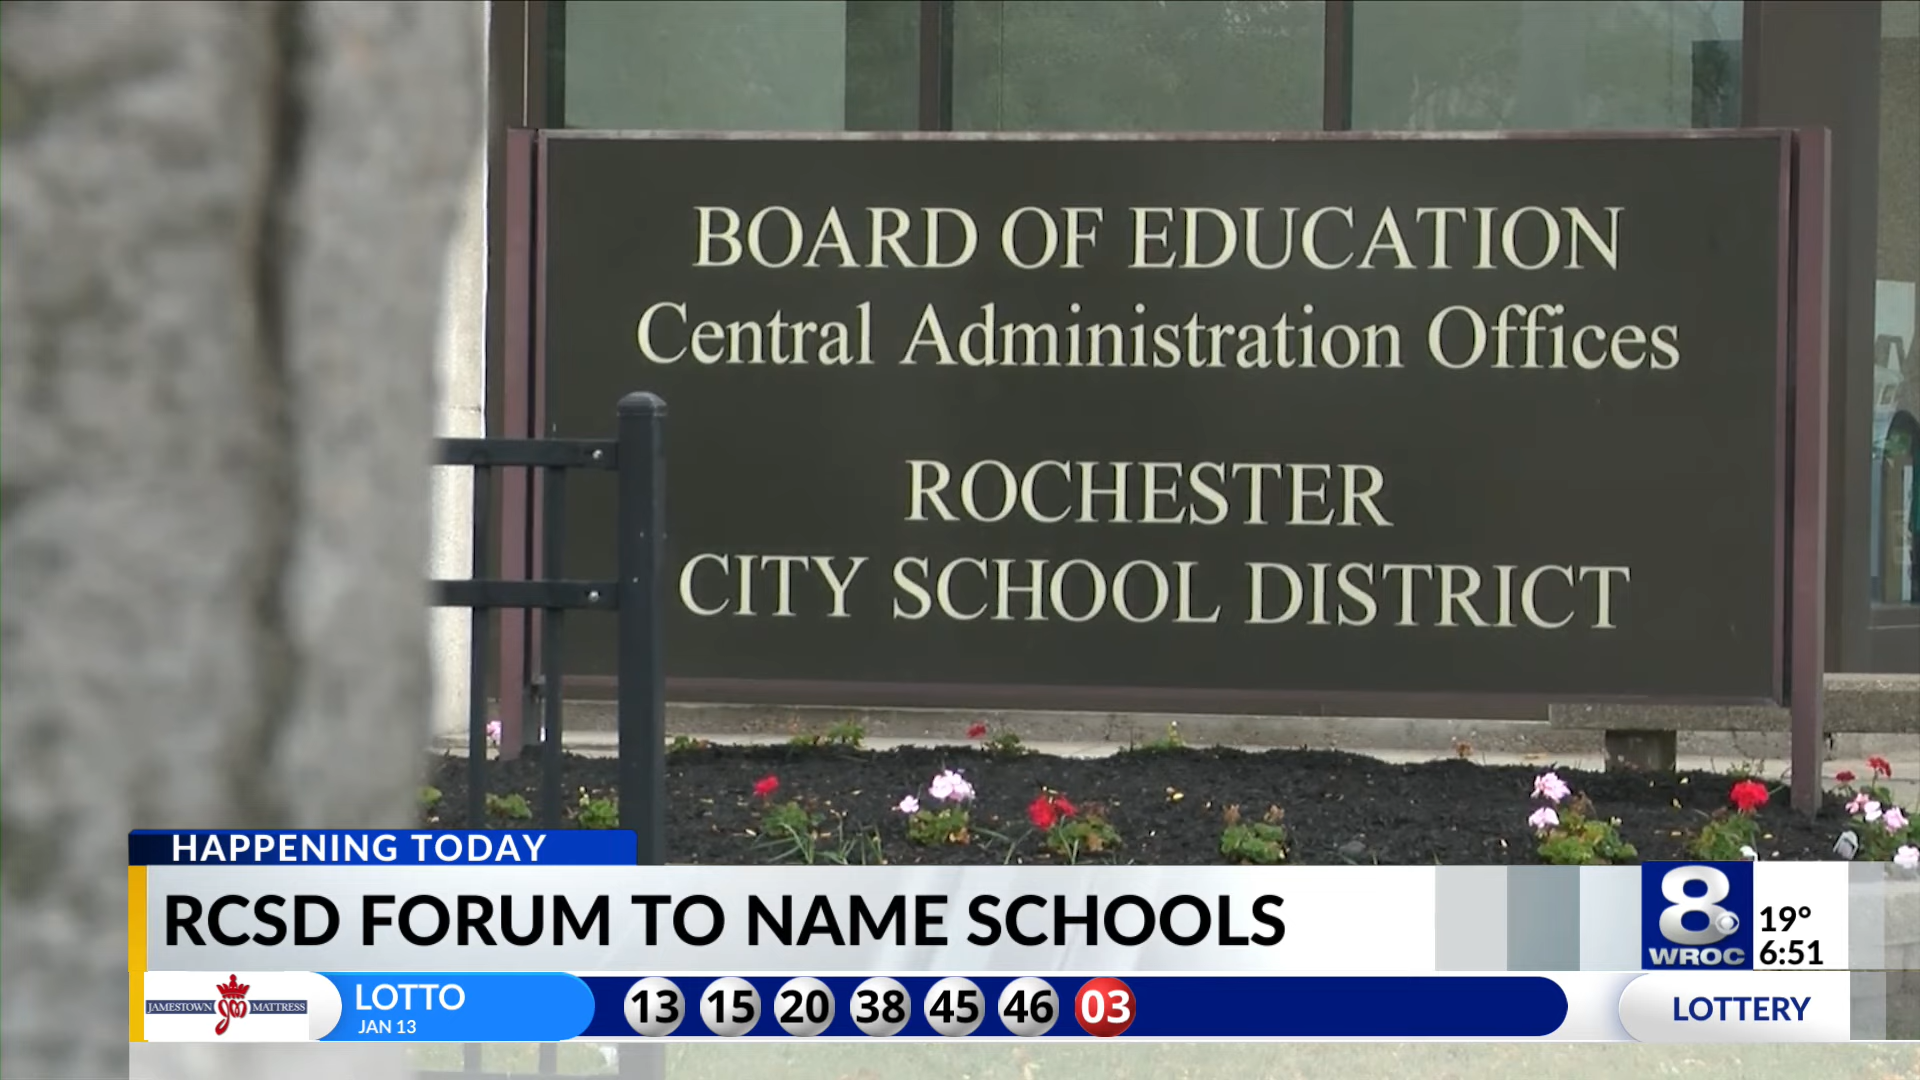 BOARD OF EDUCATION
Central Administration Offices
ROCHESTER
CITY SCHOOL DISTRICT
HAPPENING TODAY
RCSD FORUM TO NAME SCHOOLS
8
WROC
19°
6:51
JAMESTOWN JM MATTRESS
LOTTO
JAN 13
13 15 20 38 45 46 03
LOTTERY